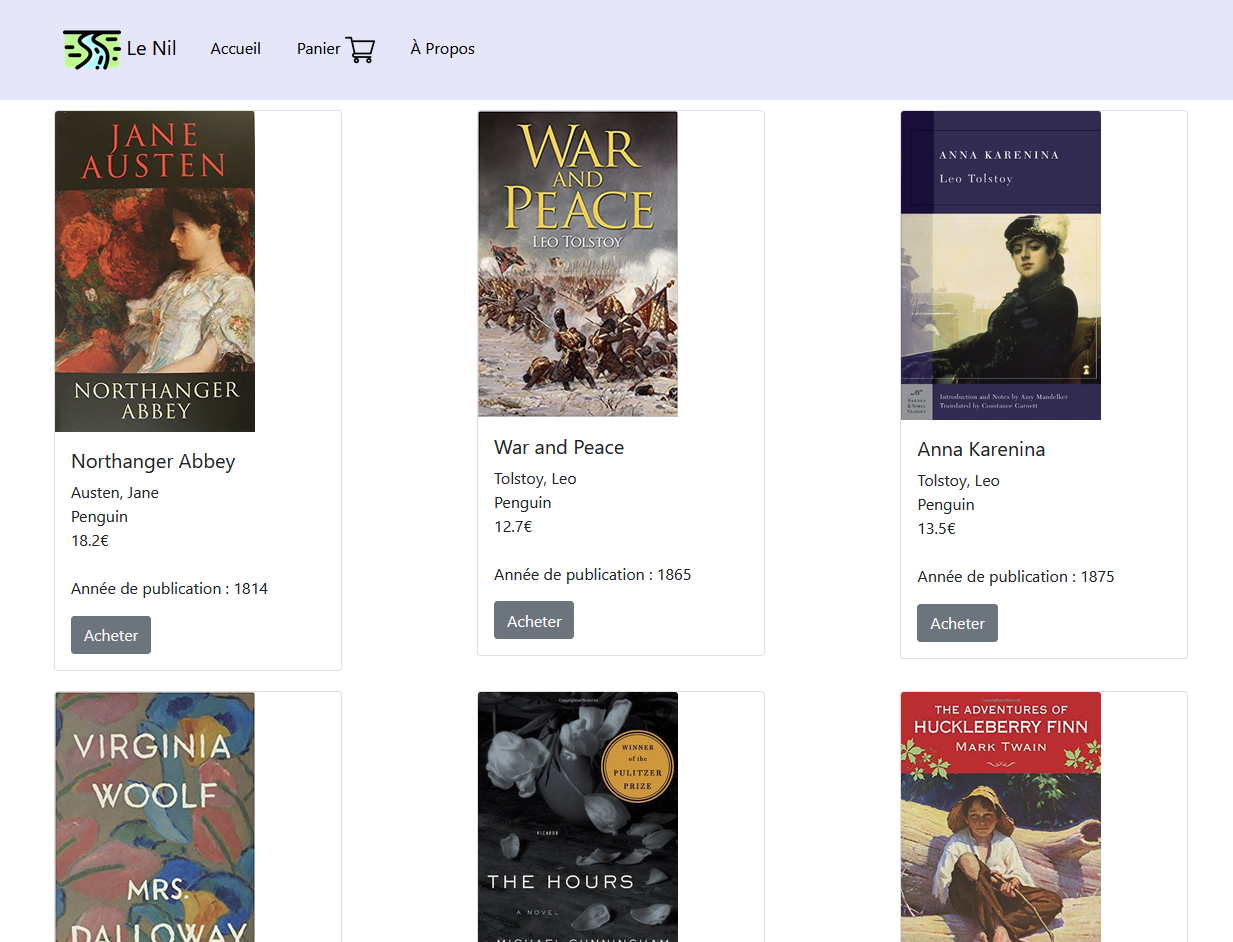 Le Nil
Accueil
Panier
À Propos
JANE
AUSTEN
NORTHANGER
ABBEY
Northanger Abbey
Austen, Jane
Penguin
18.2€
Année de publication : 1814
Acheter
WAR
AND
PEACE
LEO TOLSTOY
War and Peace
Tolstoy, Leo
Penguin
12.7€
Année de publication : 1865
Acheter
ANNA KARENINA
Leo Tolstoy
BARNES
& NOBLE
CLASSICS
Introduction and Notes by Amy Mandelker
Translated by Constance Garnett
Anna Karenina
Tolstoy, Leo
Penguin
13.5€
Année de publication : 1875
Acheter
VIRGINIA
WOOLF
MRS.
DALLOWAY
WINNER
of the
PULITZER
PRIZE
PICADOR
THE HOURS
A NOVEL
MICHAEL CUNNINGHAM
THE ADVENTURES OF
HUCKLEBERRY FINN
MARK TWAIN